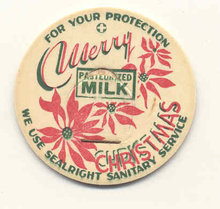 FOR YOUR PROTECTION
Merry
PASTEURIZED
MILK
CHRISTMAS
WE USE SEALRIGHT SANITARY SERVICE